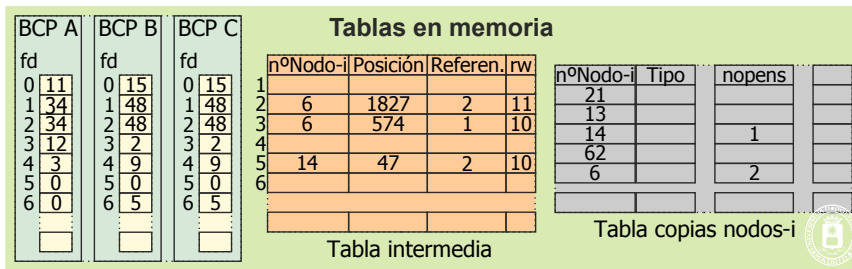 BCP A BCP B BCP C Tablas en memoria
fd fd fd
nºNodo-i Posición Referen. rw
nºNodo-i Tipo nopens
0 11 0 15 0 15
1 34 1 48 1 48
2 34 2 48 2 48
3 12 3 2 3 2
4 3 4 9 4 9
5 0 5 0 5 0
6 0 6 5 6 5
1
2 6 1827 2 11
3 6 574 1 10
4
5 14 47 2 10
6
21
13
14 1
62
6 2
Tabla intermedia
Tabla copias nodos-i